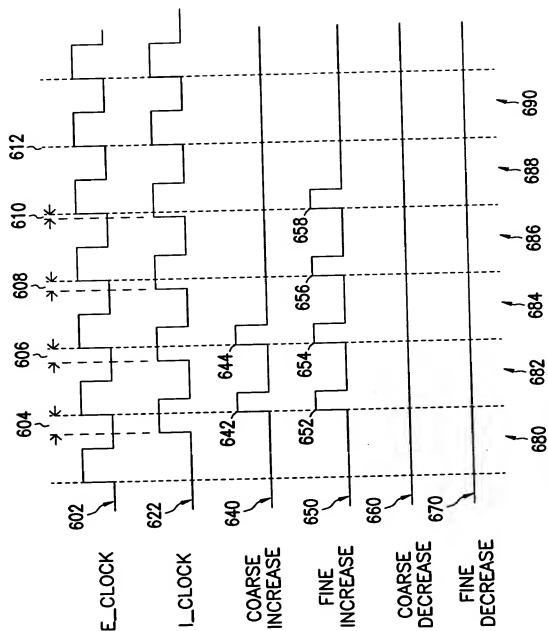 604
606
608
610
612
E_CLOCK
602
I_CLOCK
622
COARSE
INCREASE
640
642
644
FINE
INCREASE
650
652
654
656
658
COARSE
DECREASE
660
FINE
DECREASE
670
680
682
684
686
688
690